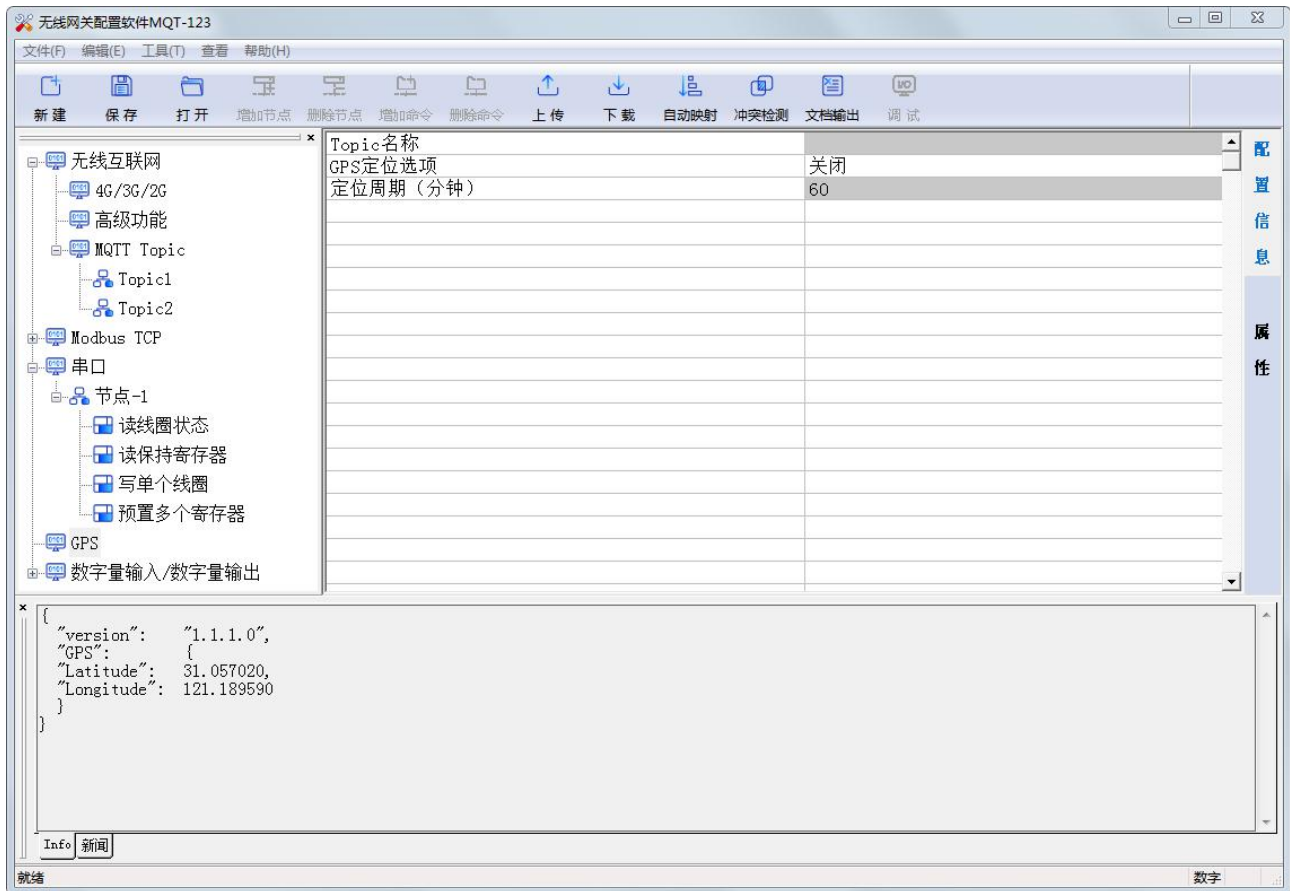 无线网关配置软件MQT-123
文件(F) 编辑(E) 工具(T) 查看 帮助(H)
新建 保存 打开 增加节点 删除节点 增加命令 删除命令 上传 下载 自动映射 冲突检测 文档输出 调试
无线互联网
4G/3G/2G
高级功能
MQTT Topic
Topic1
Topic2
Modbus TCP
串口
节点-1
读线圈状态
读保持寄存器
写单个线圈
预置多个寄存器
GPS
数字量输入/数字量输出
Topic名称
GPS定位选项 关闭
定位周期（分钟） 60
配置信息
属性
{
"version": "1.1.1.0",
"GPS": {
"Latitude": 31.057020,
"Longitude": 121.189590
}
}
Info 新闻
就绪 数字